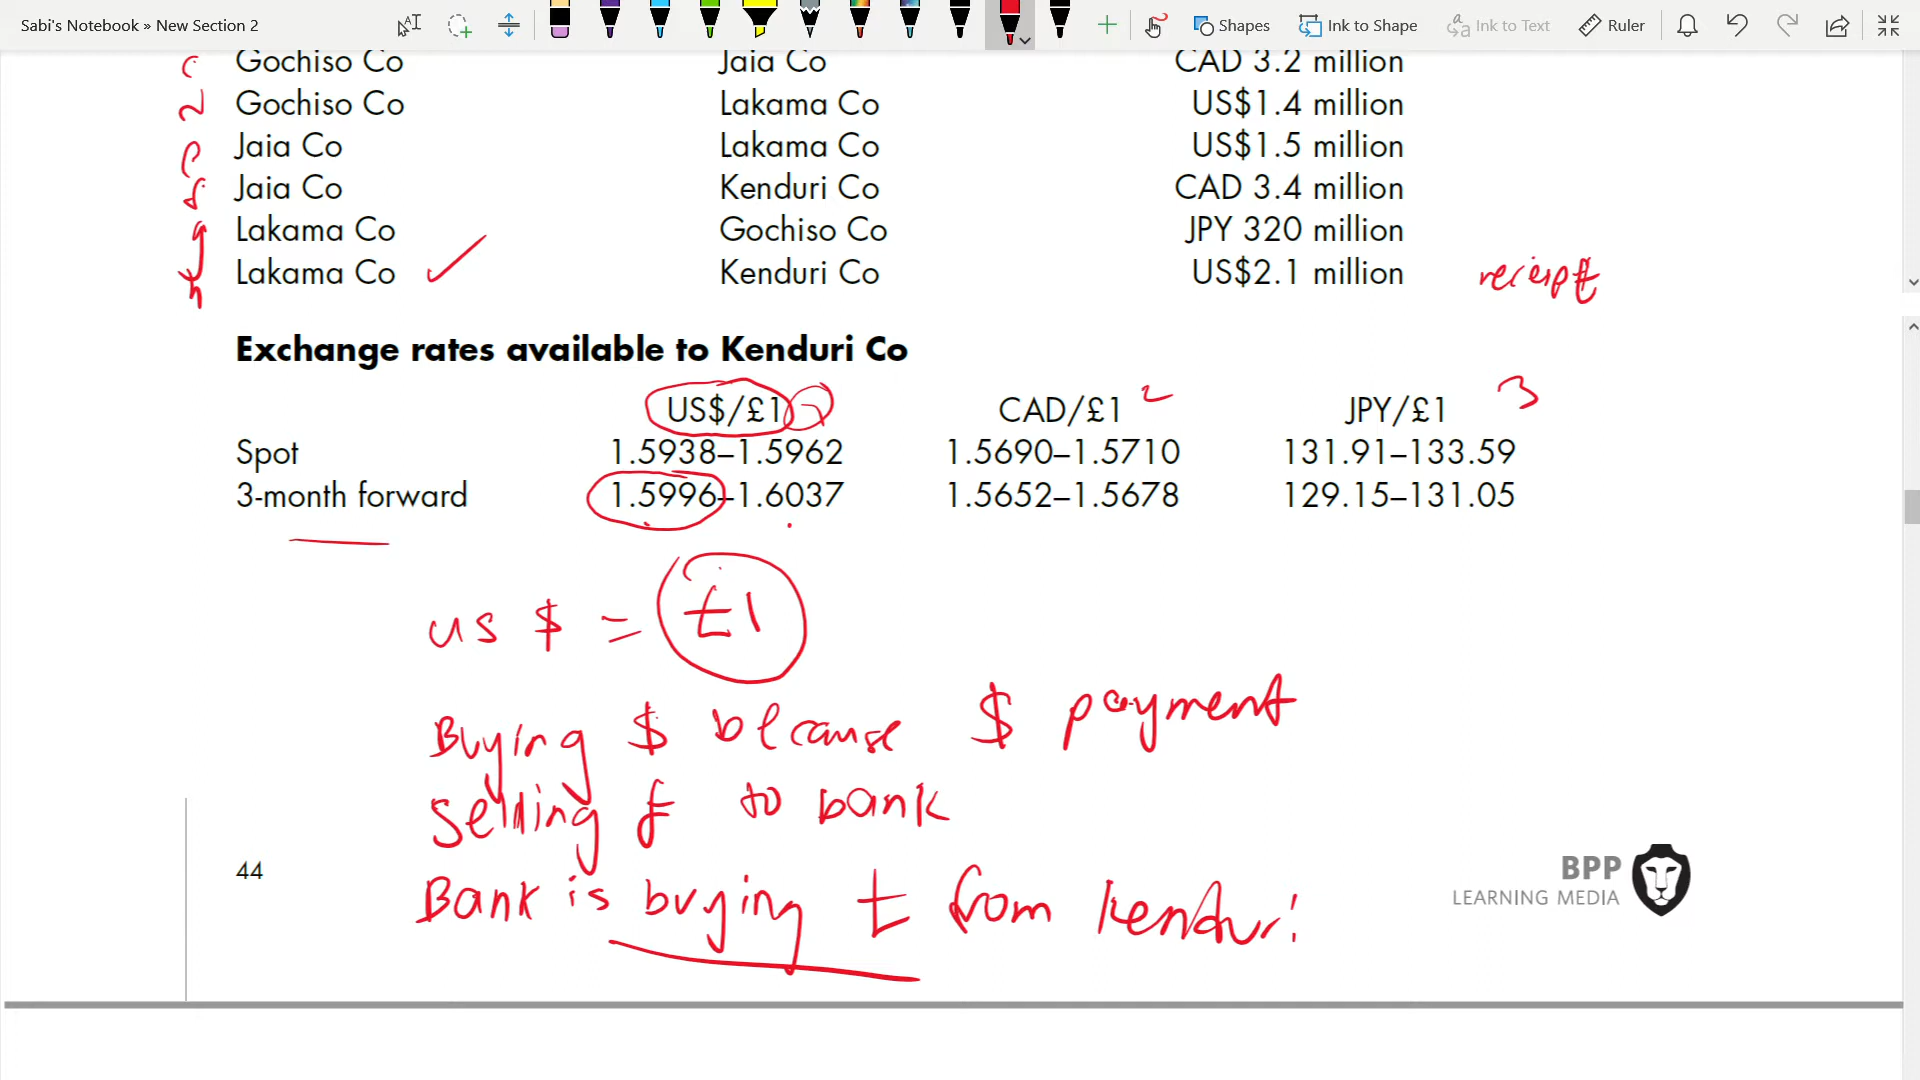 Sabi's Notebook » New Section 2
Shapes Ink to Shape Ink to Text Ruler
c Gochiso Co Jaia Co CAD 3.2 million
Gochiso Co Lakama Co US$1.4 million
Jaia Co Lakama Co US$1.5 million
Jaia Co Kenduri Co CAD 3.4 million
g Lakama Co Gochiso Co JPY 320 million
h Lakama Co Kenduri Co US$2.1 million recierpt
Exchange rates available to Kenduri Co
US$/£1 CAD/£1 2 JPY/£1 3
Spot 1.5938–1.5962 1.5690–1.5710 131.91–133.59
3-month forward 1.5996–1.6037 1.5652–1.5678 129.15–131.05
us $ = £1
Buying $ because $ payment
Selling £ to bank
Bank is buying £ from kenduri
44
BPP
LEARNING MEDIA